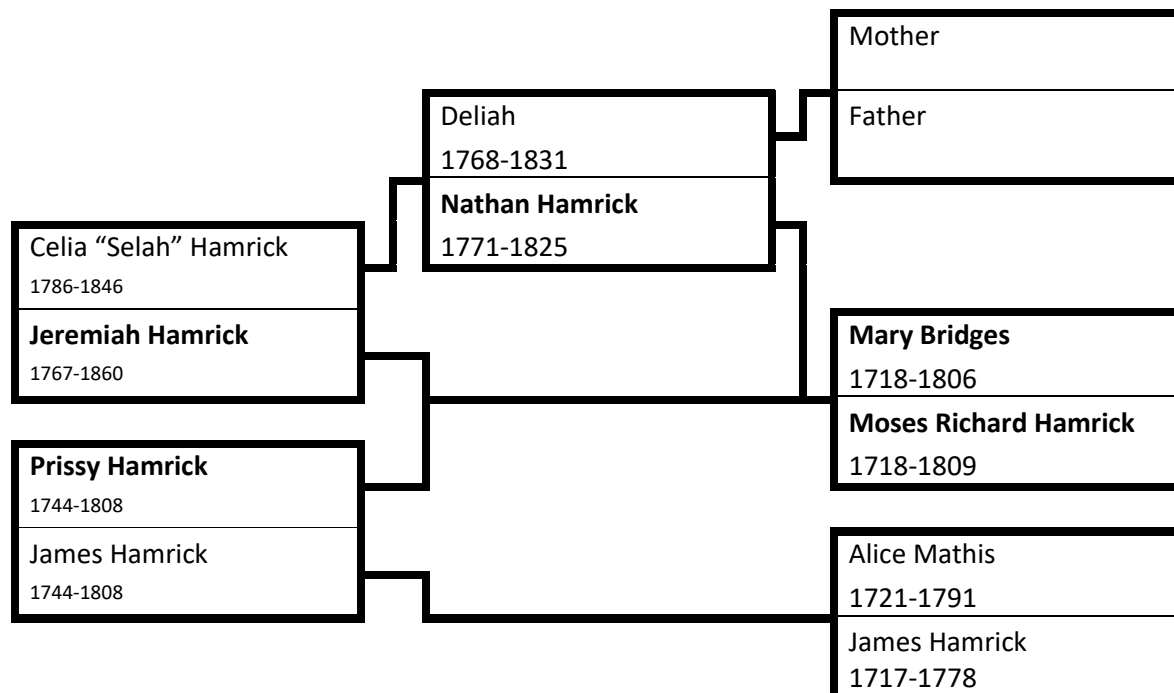 Mother
Father
Deliah
1768-1831
Nathan Hamrick
1771-1825
Celia “Selah” Hamrick
1786-1846
Jeremiah Hamrick
1767-1860
Mary Bridges
1718-1806
Moses Richard Hamrick
1718-1809
Prissy Hamrick
1744-1808
James Hamrick
1744-1808
Alice Mathis
1721-1791
James Hamrick
1717-1778